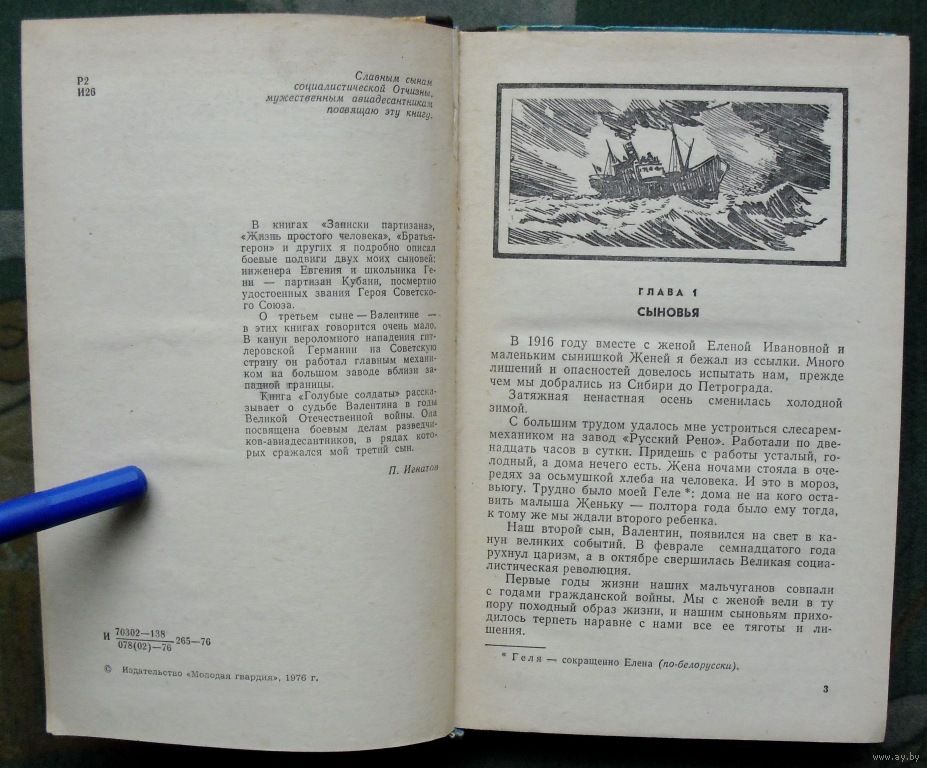 Р2
И26
Славным сынам
социалистической Отчизны,
мужественным авиадесантникам
посвящаю эту книгу.
В книгах «Записки партизана»,
«Жизнь простого человека», «Братья-
герои» и других я подробно описал
боевые подвиги двух моих сыновей:
инженера Евгения и школьника Ге-
ни — партизан Кубани, посмертно
удостоенных звания Героя Советско-
го Союза.
О третьем сыне — Валентине —
в этих книгах говорится очень мало.
В канун вероломного нападения гит-
леровской Германии на Советскую
страну он работал главным механи-
ком на большом заводе вблизи за-
падной границы.
Книга «Голубые солдаты» расска-
зывает о судьбе Валентина в годы
Великой Отечественной войны. Она
посвящена боевым делам разведчи-
ков-авиадесантников, в рядах кото-
рых сражался мой третий сын.
П. Игнатов
И 70302—138
078(02)—76 265—76
© Издательство «Молодая гвардия», 1976 г.
ГЛАВА 1
СЫНОВЬЯ
В 1916 году вместе с женой Еленой Ивановной и
маленьким сынишкой Женей я бежал из ссылки. Много
лишений и опасностей довелось испытать нам, прежде
чем мы добрались из Сибири до Петрограда.
Затяжная ненастная осень сменилась холодной
зимой.
С большим трудом удалось мне устроиться слесарем-
механиком на завод «Русский Рено». Работали по две-
надцать часов в сутки. Придешь с работы усталый, го-
лодный, а дома нечего есть. Жена ночами стояла в оче-
редях за осьмушкой хлеба на человека. И это в мороз,
вьюгу. Трудно было моей Геле *: дома не на кого оста-
вить малыша Женьку — полтора года было ему тогда,
к тому же мы ждали второго ребенка.
Наш второй сын, Валентин, появился на свет в ка-
нун великих событий. В феврале семнадцатого года
рухнул царизм, а в октябре свершилась Великая социа-
листическая революция.
Первые годы жизни наших мальчуганов совпали
с годами гражданской войны. Мы с женой вели в ту
пору походный образ жизни, и нашим сыновьям прихо-
дилось терпеть наравне с нами все ее тяготы и ли-
шения.
* Геля — сокращенно Елена (по-белорусски).
3
www.ay.by